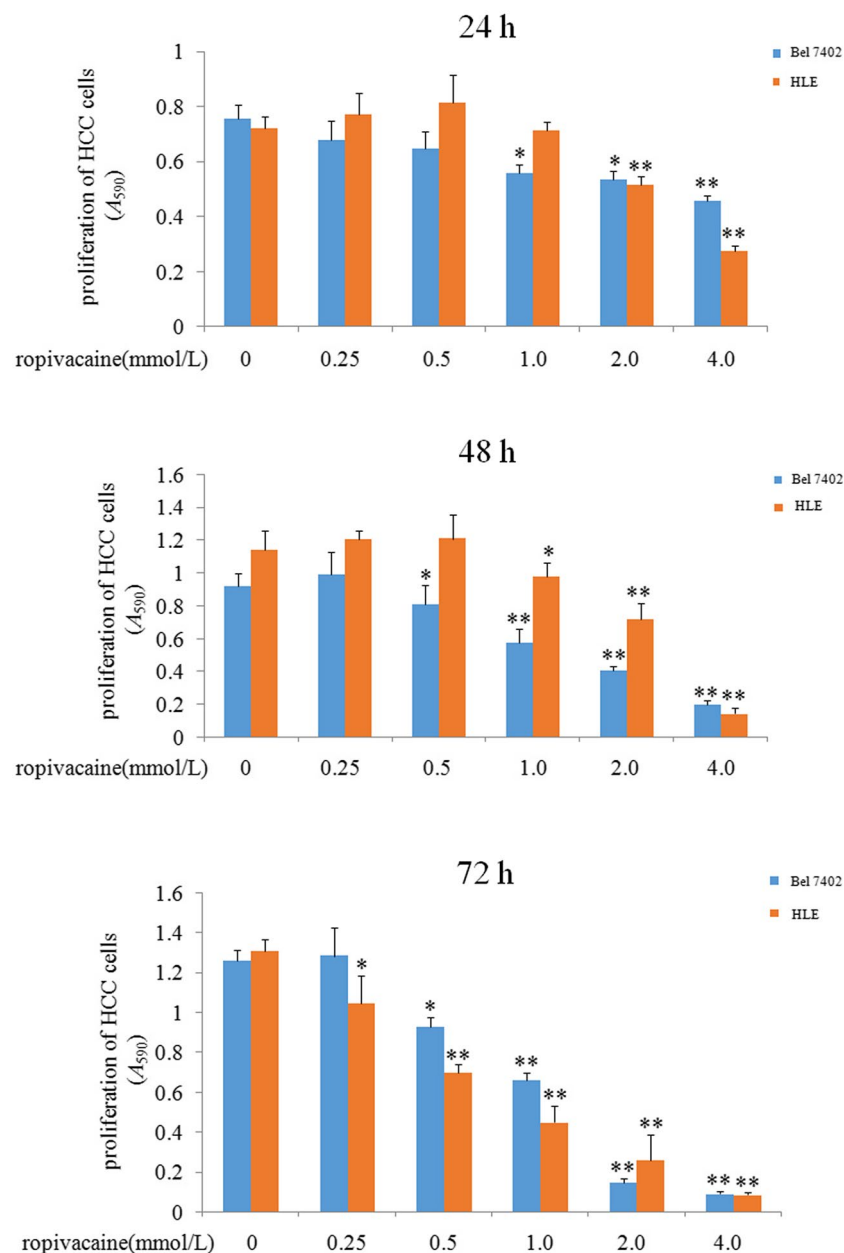 24 h
Bel 7402
HLE
proliferation of HCC cells
(A590)
1
0.8
0.6
0.4
0.2
0
* * ** ** **
ropivacaine(mmol/L) 0 0.25 0.5 1.0 2.0 4.0
48 h
Bel 7402
HLE
proliferation of HCC cells
(A590)
1.6
1.4
1.2
1
0.8
0.6
0.4
0.2
0
* ** * ** ** ** **
ropivacaine(mmol/L) 0 0.25 0.5 1.0 2.0 4.0
72 h
Bel 7402
HLE
proliferation of HCC cells
(A590)
1.6
1.4
1.2
1
0.8
0.6
0.4
0.2
0
* * ** ** ** ** ** ** **
ropivacaine(mmol/L) 0 0.25 0.5 1.0 2.0 4.0